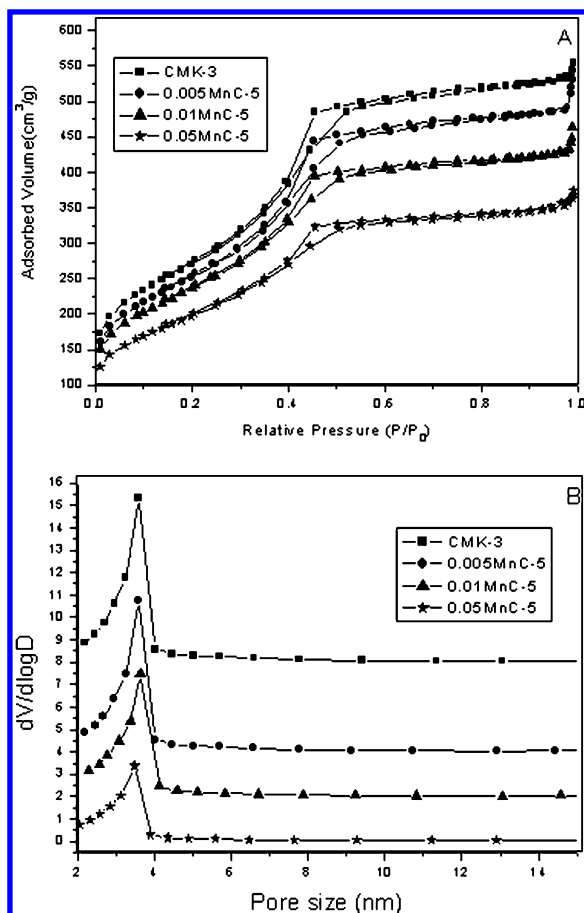 A
CMK-3
0.005MnC-5
0.01MnC-5
0.05MnC-5
600
550
500
450
400
350
300
250
200
150
100
0.0 0.2 0.4 0.6 0.8 1.0
Adsorbed Volume(cm³/g)
Relative Pressure (P/P₀)
B
CMK-3
0.005MnC-5
0.01MnC-5
0.05MnC-5
16
15
14
13
12
11
10
9
8
7
6
5
4
3
2
1
0
2 4 6 8 10 12 14
dV/dlogD
Pore size (nm)